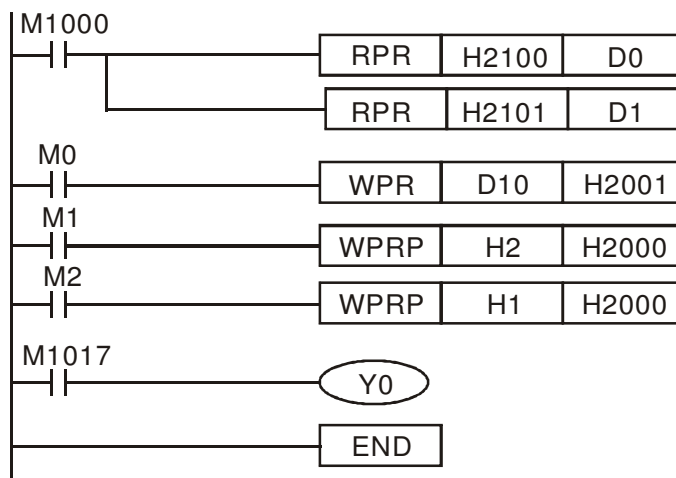 M1000
RPR H2100 D0
RPR H2101 D1
M0
WPR D10 H2001
M1
WPRP H2 H2000
M2
WPRP H1 H2000
M1017
Y0
END